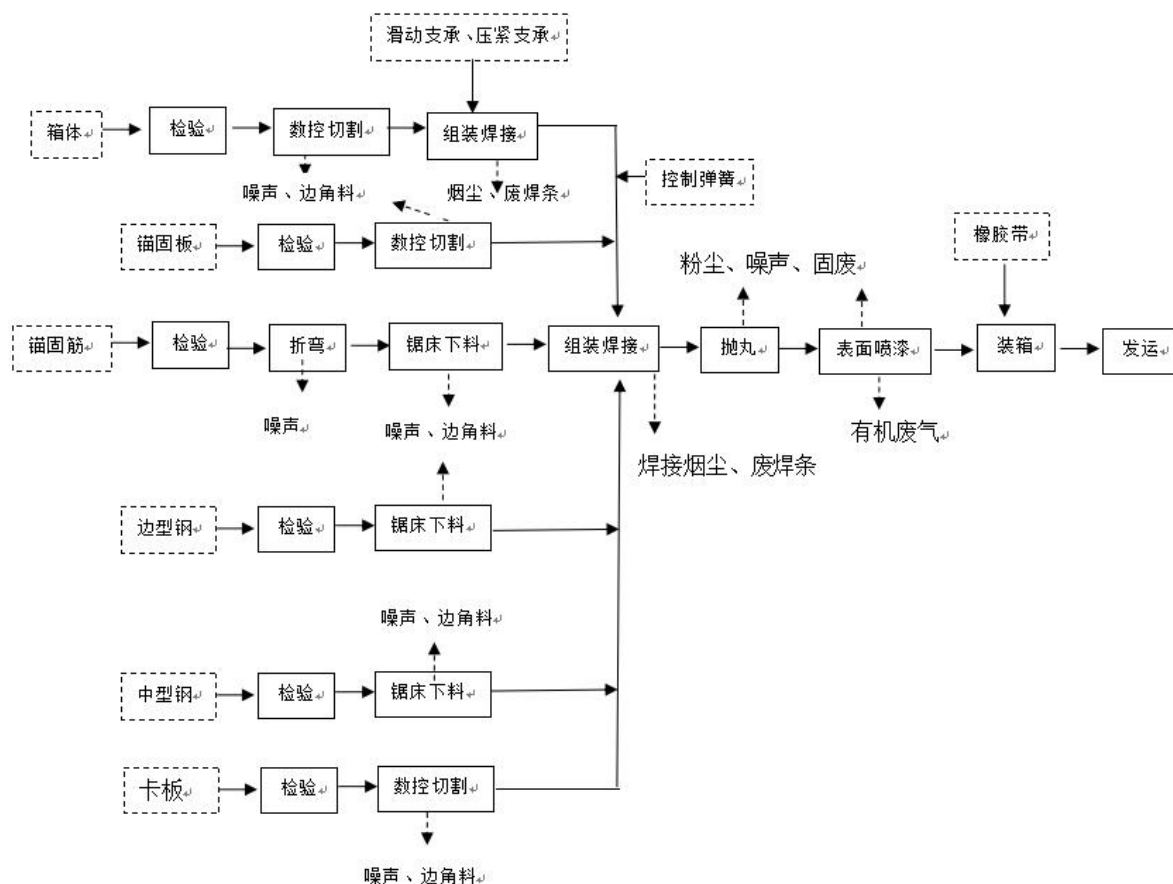 滑动支承、压紧支承
箱体
检验
数控切割
组装焊接
噪声、边角料
烟尘、废焊条
控制弹簧
锚固板
检验
数控切割
橡胶带
粉尘、噪声、固废
锚固筋
检验
折弯
锯床下料
组装焊接
抛丸
表面喷漆
装箱
发运
噪声
噪声、边角料
有机废气
焊接烟尘、废焊条
边型钢
检验
锯床下料
噪声、边角料
中型钢
检验
锯床下料
卡板
检验
数控切割
噪声、边角料